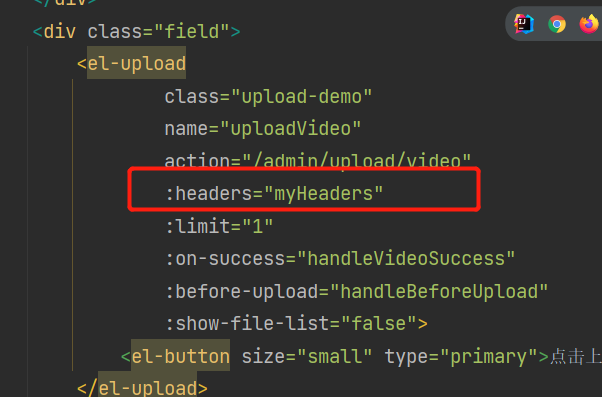 </div>
<div class="field">
<el-upload
class="upload-demo"
name="uploadVideo"
action="/admin/upload/video"
:headers="myHeaders"
:limit="1"
:on-success="handleVideoSuccess"
:before-upload="handleBeforeUpload"
:show-file-list="false">
<el-button size="small" type="primary">点击上
</el-upload>